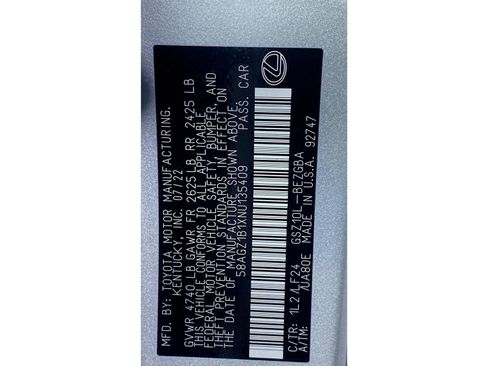 MFD. BY: TOYOTA MOTOR MANUFACTURING.
KENTUCKY, INC. 07/22
GVWR 4740 LB GAWR FR 2625 LB RR 2425 LB
THIS VEHICLE CONFORMS TO ALL APPLICABLE
FEDERAL MOTOR VEHICLE SAFETY, BUMPER, AND
THEFT PREVENTION STANDARDS IN EFFECT ON
THE DATE OF MANUFACTURE SHOWN ABOVE.
58AGZ1B1XNU135409 PASS. CAR
C/TR: 1L2 LF24 GSZ10L-BEZGBA
A/TM: /UA80E MADE IN U.S.A. 92747